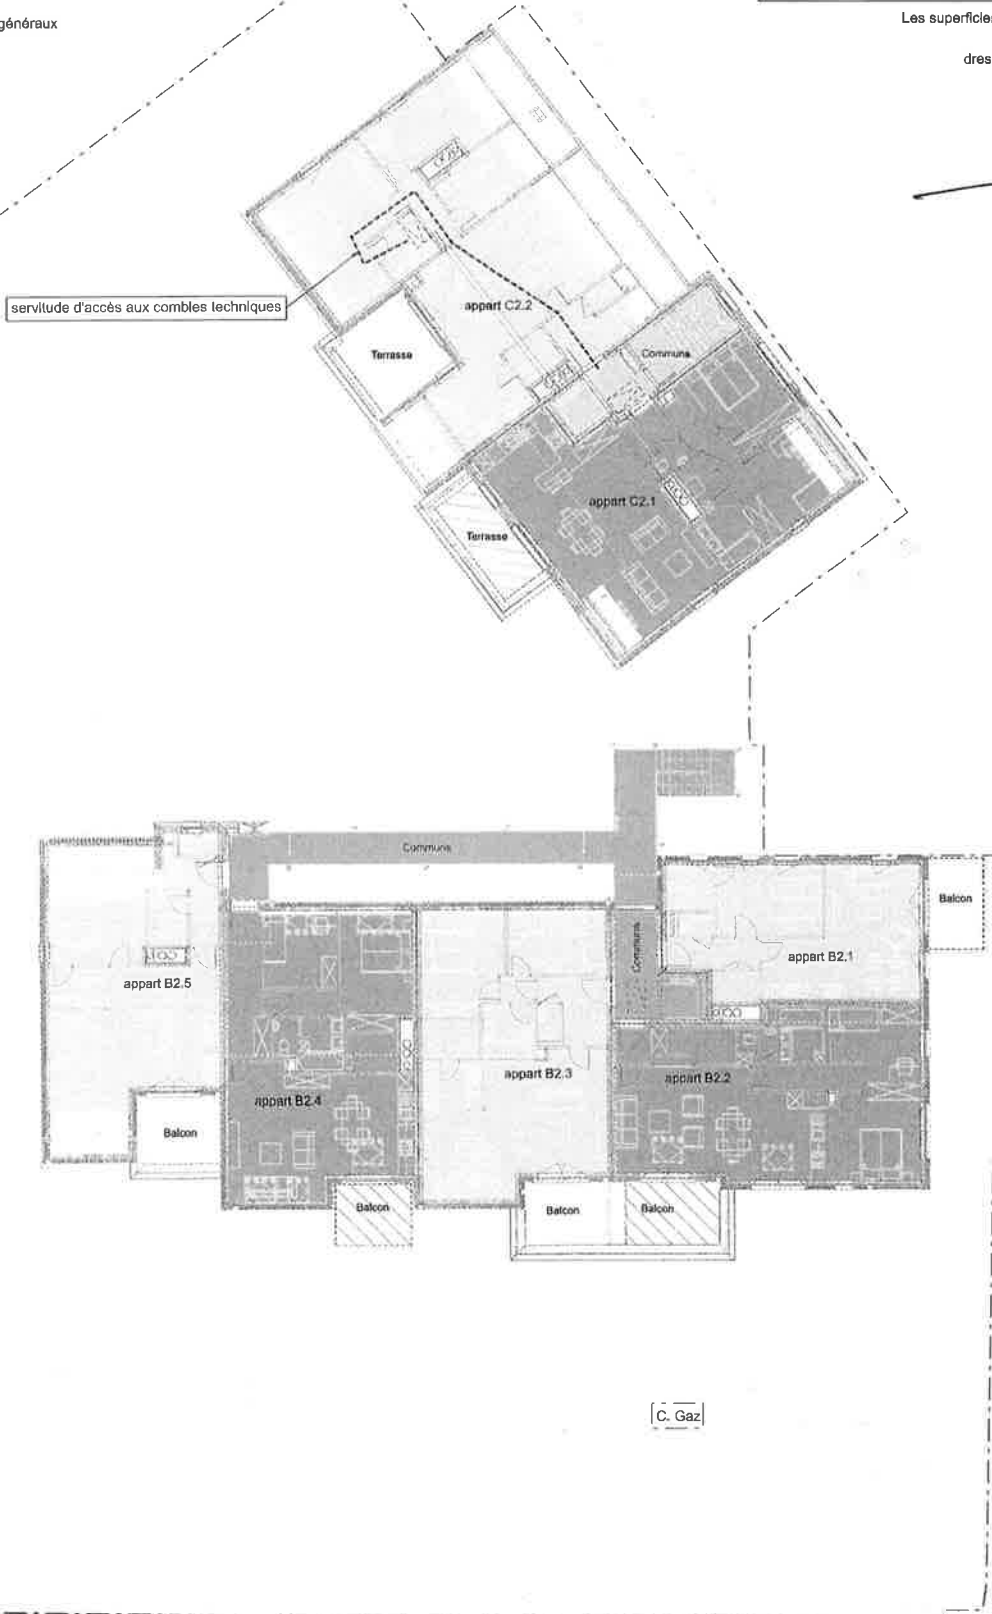 généraux
Les superficies
dres
servitude d'accès aux combles techniques
appart C2.2
Terrasse
Communs
appart C2.1
Terrasse
Communs
Balcon
Communs
appart B2.1
appart B2.5
appart B2.3
appart B2.2
appart B2.4
Balcon
Balcon
Balcon
Balcon
C. Gaz